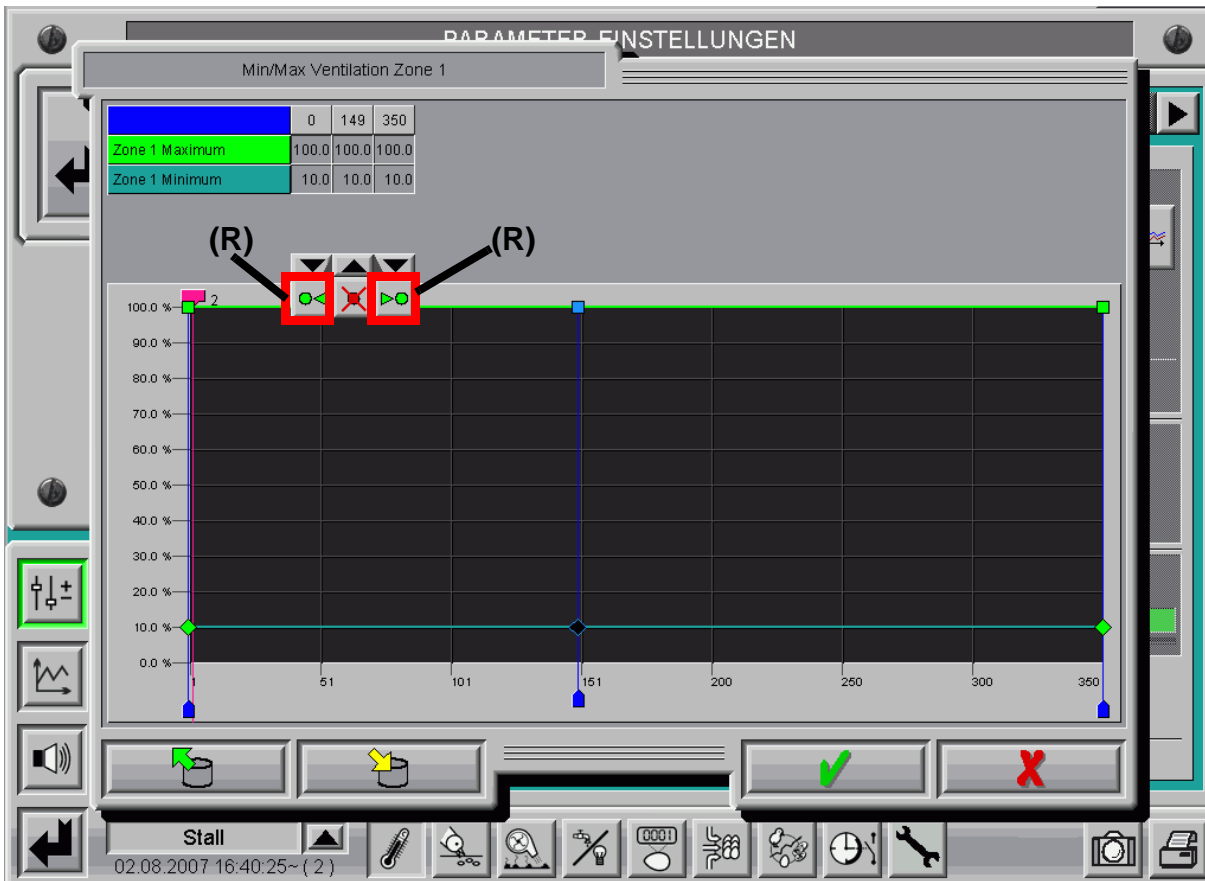 PARAMETER EINSTELLUNGEN
Min/Max Ventilation Zone 1
0 149 350
Zone 1 Maximum 100.0 100.0 100.0
Zone 1 Minimum 10.0 10.0 10.0
(R) (R)
2
100.0 %
90.0 %
80.0 %
70.0 %
60.0 %
50.0 %
40.0 %
30.0 %
20.0 %
10.0 %
0.0 %
1 51 101 151 200 250 300 350
Stall
02.08.2007 16:40:25~ ( 2 )
0001